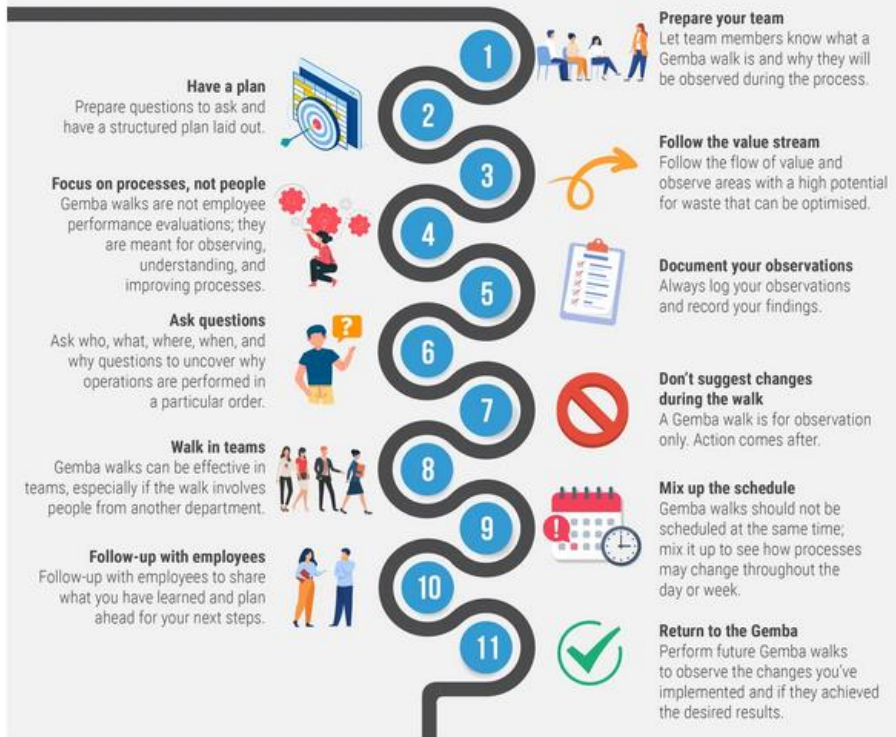 1
Prepare your team
Let team members know what a
Gemba walk is and why they will
be observed during the process.
2
Have a plan
Prepare questions to ask and
have a structured plan laid out.
3
Follow the value stream
Follow the flow of value and
observe areas with a high potential
for waste that can be optimised.
4
Focus on processes, not people
Gemba walks are not employee
performance evaluations; they
are meant for observing,
understanding, and
improving processes.
5
Document your observations
Always log your observations
and record your findings.
6
Ask questions
Ask who, what, where, when, and
why questions to uncover why
operations are performed in
a particular order.
?
7
Don't suggest changes
during the walk
A Gemba walk is for observation
only. Action comes after.
8
Walk in teams
Gemba walks can be effective in
teams, especially if the walk involves
people from another department.
9
Mix up the schedule
Gemba walks should not be
scheduled at the same time;
mix it up to see how processes
may change throughout the
day or week.
!
10
Follow-up with employees
Follow-up with employees to share
what you have learned and plan
ahead for your next steps.
11
Return to the Gemba
Perform future Gemba walks
to observe the changes you've
implemented and if they achieved
the desired results.